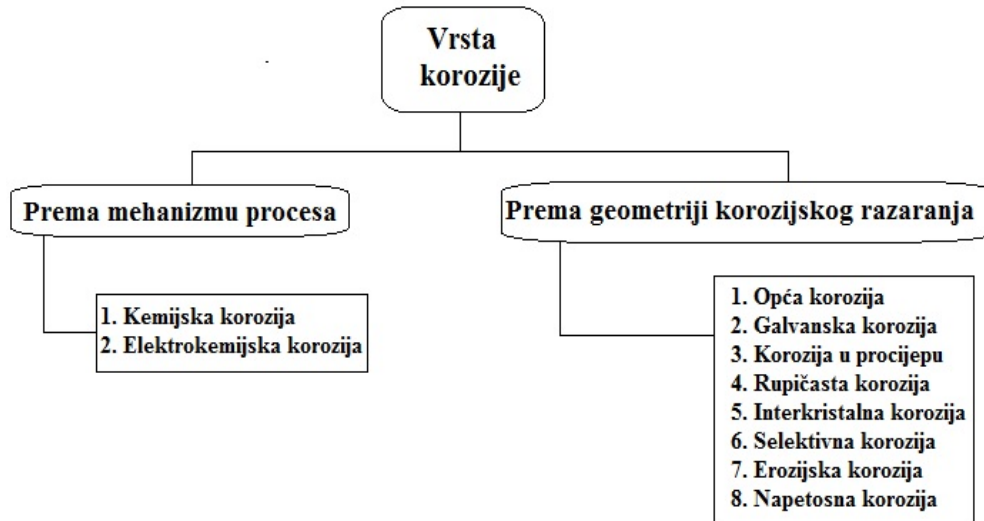 Vrsta
korozije
Prema mehanizmu procesa
Prema geometriji korozijskog razaranja
1. Kemijska korozija
2. Elektrokemijska korozija
1. Opća korozija
2. Galvanska korozija
3. Korozija u procijepu
4. Rupičasta korozija
5. Interkristalna korozija
6. Selektivna korozija
7. Erozijska korozija
8. Napetosna korozija